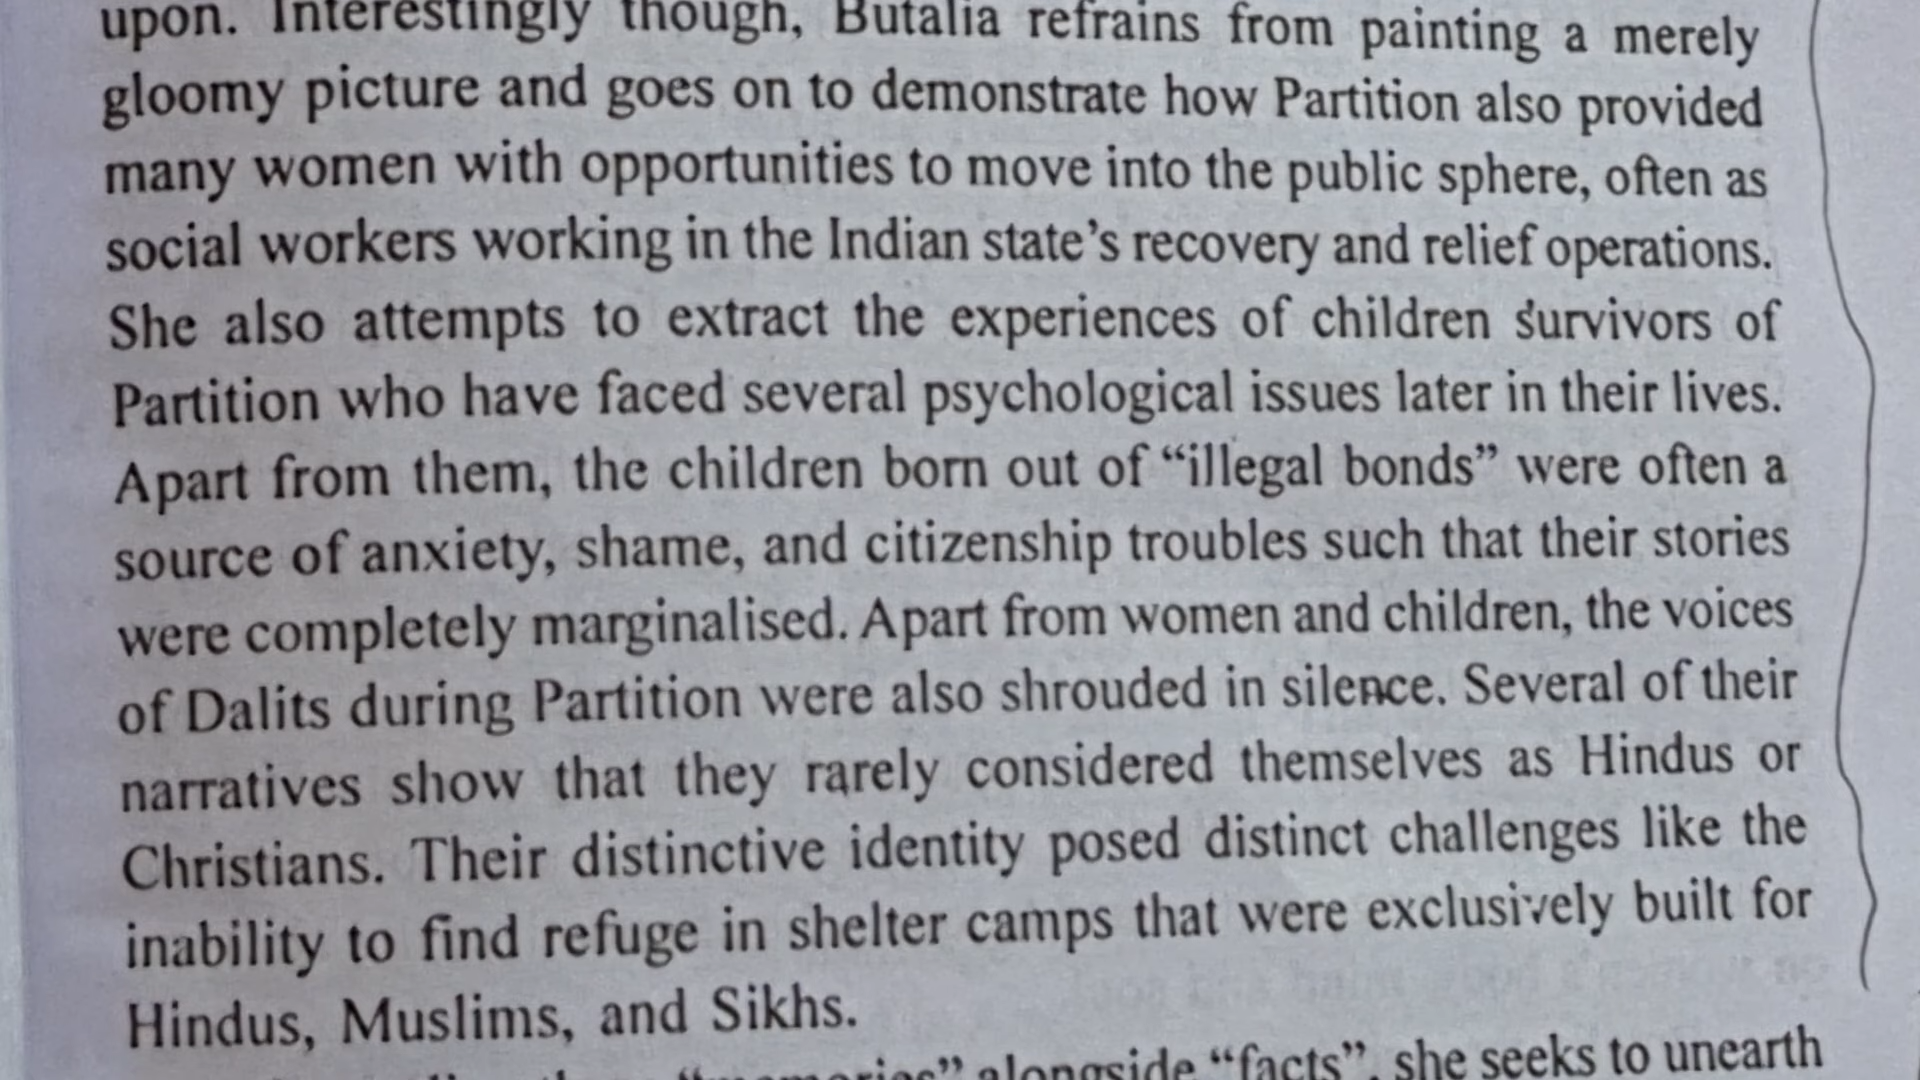 upon. Interestingly though, Butalia refrains from painting a merely
gloomy picture and goes on to demonstrate how Partition also provided
many women with opportunities to move into the public sphere, often as
social workers working in the Indian state’s recovery and relief operations.
She also attempts to extract the experiences of children survivors of
Partition who have faced several psychological issues later in their lives.
Apart from them, the children born out of “illegal bonds” were often a
source of anxiety, shame, and citizenship troubles such that their stories
were completely marginalised. Apart from women and children, the voices
of Dalits during Partition were also shrouded in silence. Several of their
narratives show that they rarely considered themselves as Hindus or
Christians. Their distinctive identity posed distinct challenges like the
inability to find refuge in shelter camps that were exclusively built for
Hindus, Muslims, and Sikhs.
“memories” alongside “facts”, she seeks to unearth